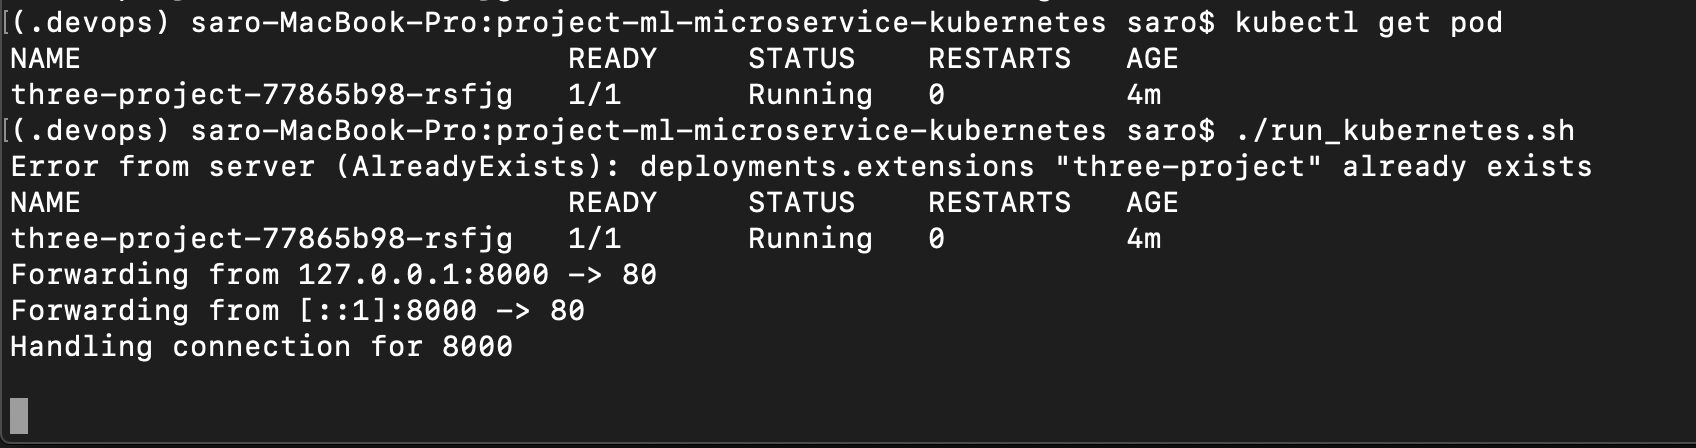 (.devops) saro-MacBook-Pro:project-ml-microservice-kubernetes saro$ kubectl get pod
NAME READY STATUS RESTARTS AGE
three-project-77865b98-rsfjg 1/1 Running 0 4m
(.devops) saro-MacBook-Pro:project-ml-microservice-kubernetes saro$ ./run_kubernetes.sh
Error from server (AlreadyExists): deployments.extensions "three-project" already exists
NAME READY STATUS RESTARTS AGE
three-project-77865b98-rsfjg 1/1 Running 0 4m
Forwarding from 127.0.0.1:8000 -> 80
Forwarding from [::1]:8000 -> 80
Handling connection for 8000